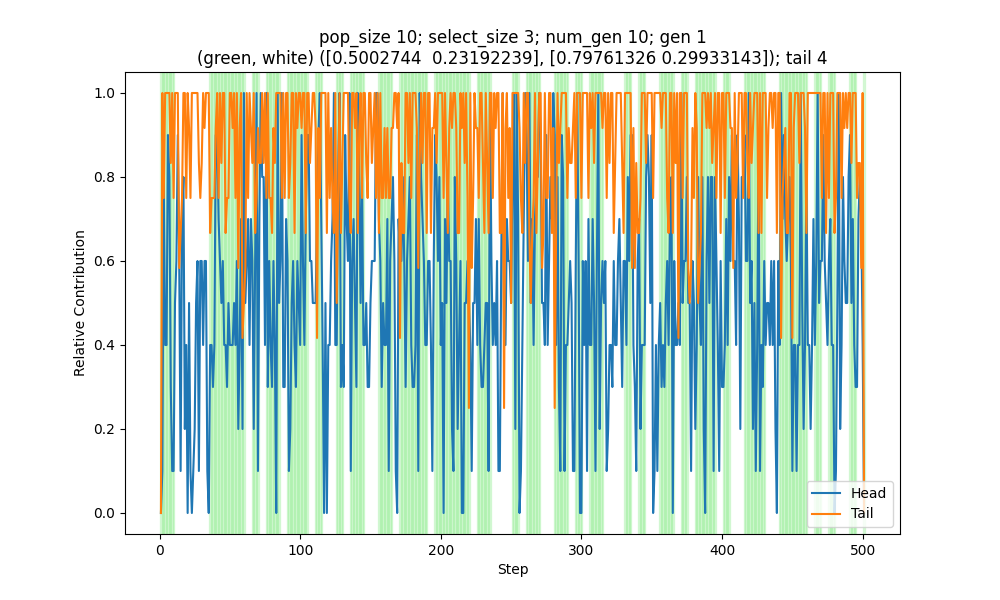 pop_size 10; select_size 3; num_gen 10; gen 1
(green, white) ([0.5002744  0.23192239], [0.79761326 0.29933143]); tail 4
1.0
0.8
0.6
0.4
0.2
0.0
Relative Contribution
0
100
200
300
400
500
Step
Head
Tail